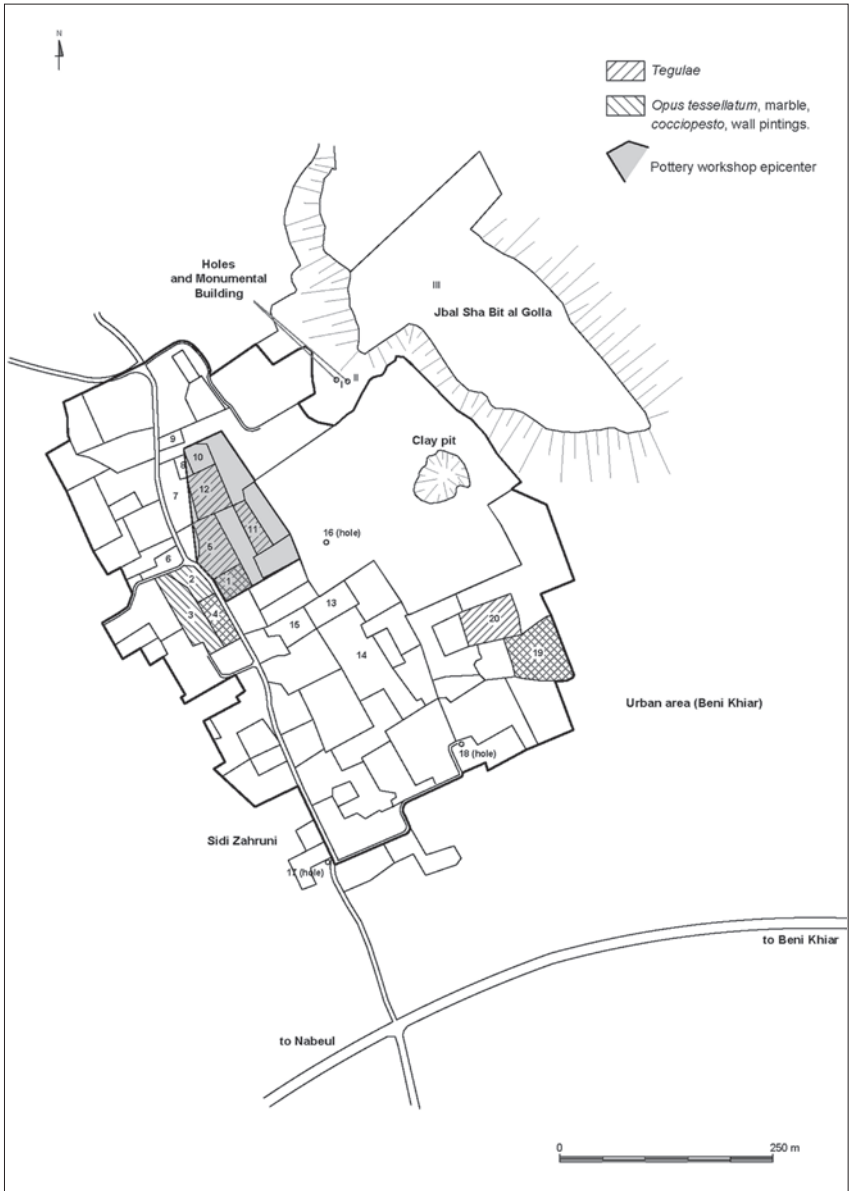 N
Tegulae
Opus tessellatum, marble,
cocciopesto, wall pintings.
Pottery workshop epicenter
Holes
and Monumental
Building
III
Jbal Sha Bit al Golla
I
II
Clay pit
9
10
8
12
7
11
16 (hole)
5
6
1
2
13
4
3
15
20
14
19
Urban area (Beni Khiar)
18 (hole)
Sidi Zahruni
17 (hole)
to Beni Khiar
to Nabeul
0
250 m